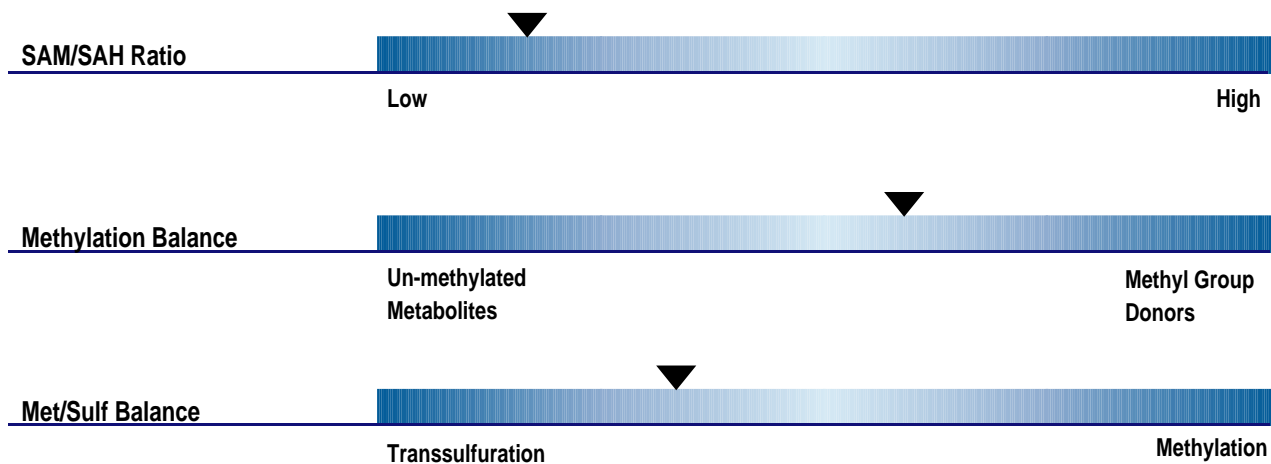 SAM/SAH Ratio
Low High
Methylation Balance
Un-methylated Methyl Group
Metabolites Donors
Met/Sulf Balance
Transsulfuration Methylation